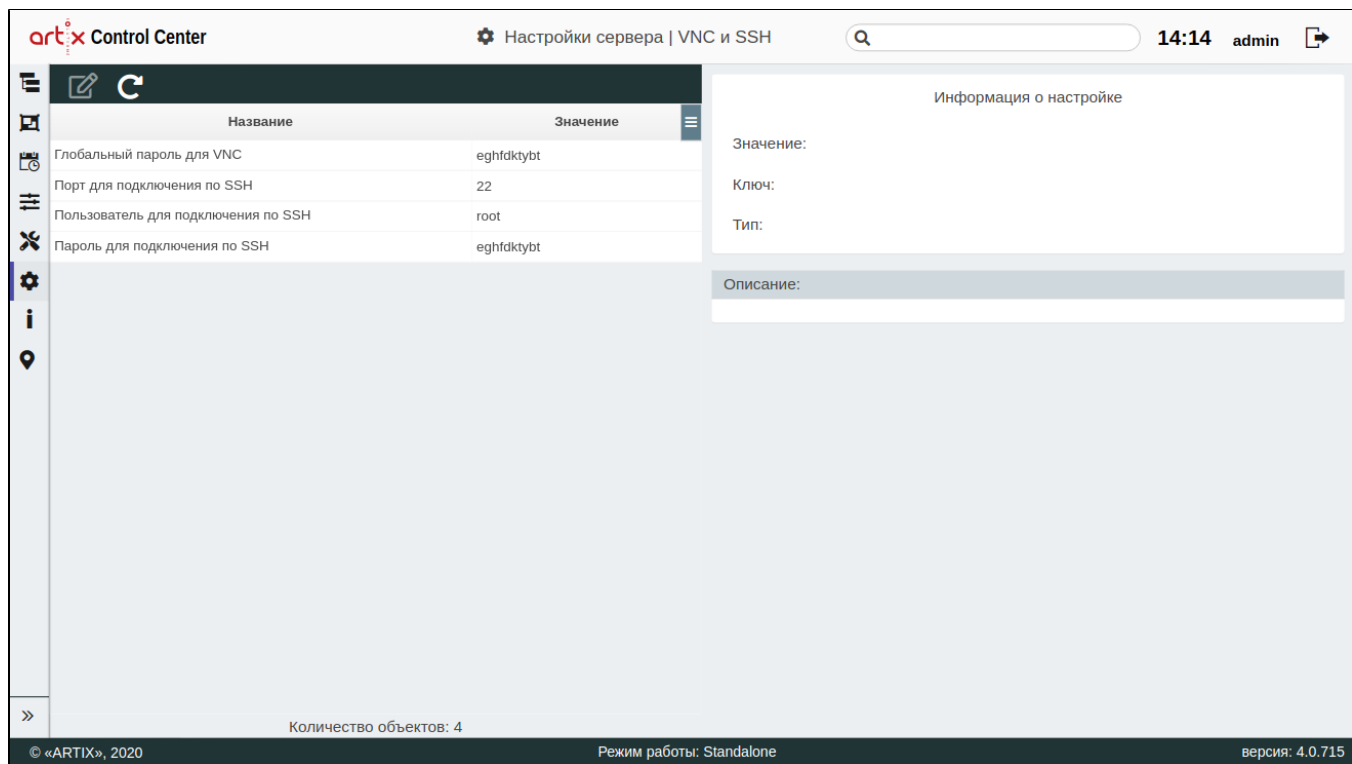 artix Control Center
Настройки сервера | VNC и SSH
14:14
admin
Название
Значение
Глобальный пароль для VNC
eghfdktybt
Порт для подключения по SSH
22
Пользователь для подключения по SSH
root
Пароль для подключения по SSH
eghfdktybt
Количество объектов: 4
Информация о настройке
Значение:
Ключ:
Тип:
Описание:
© «ARTIX», 2020
Режим работы: Standalone
версия: 4.0.715